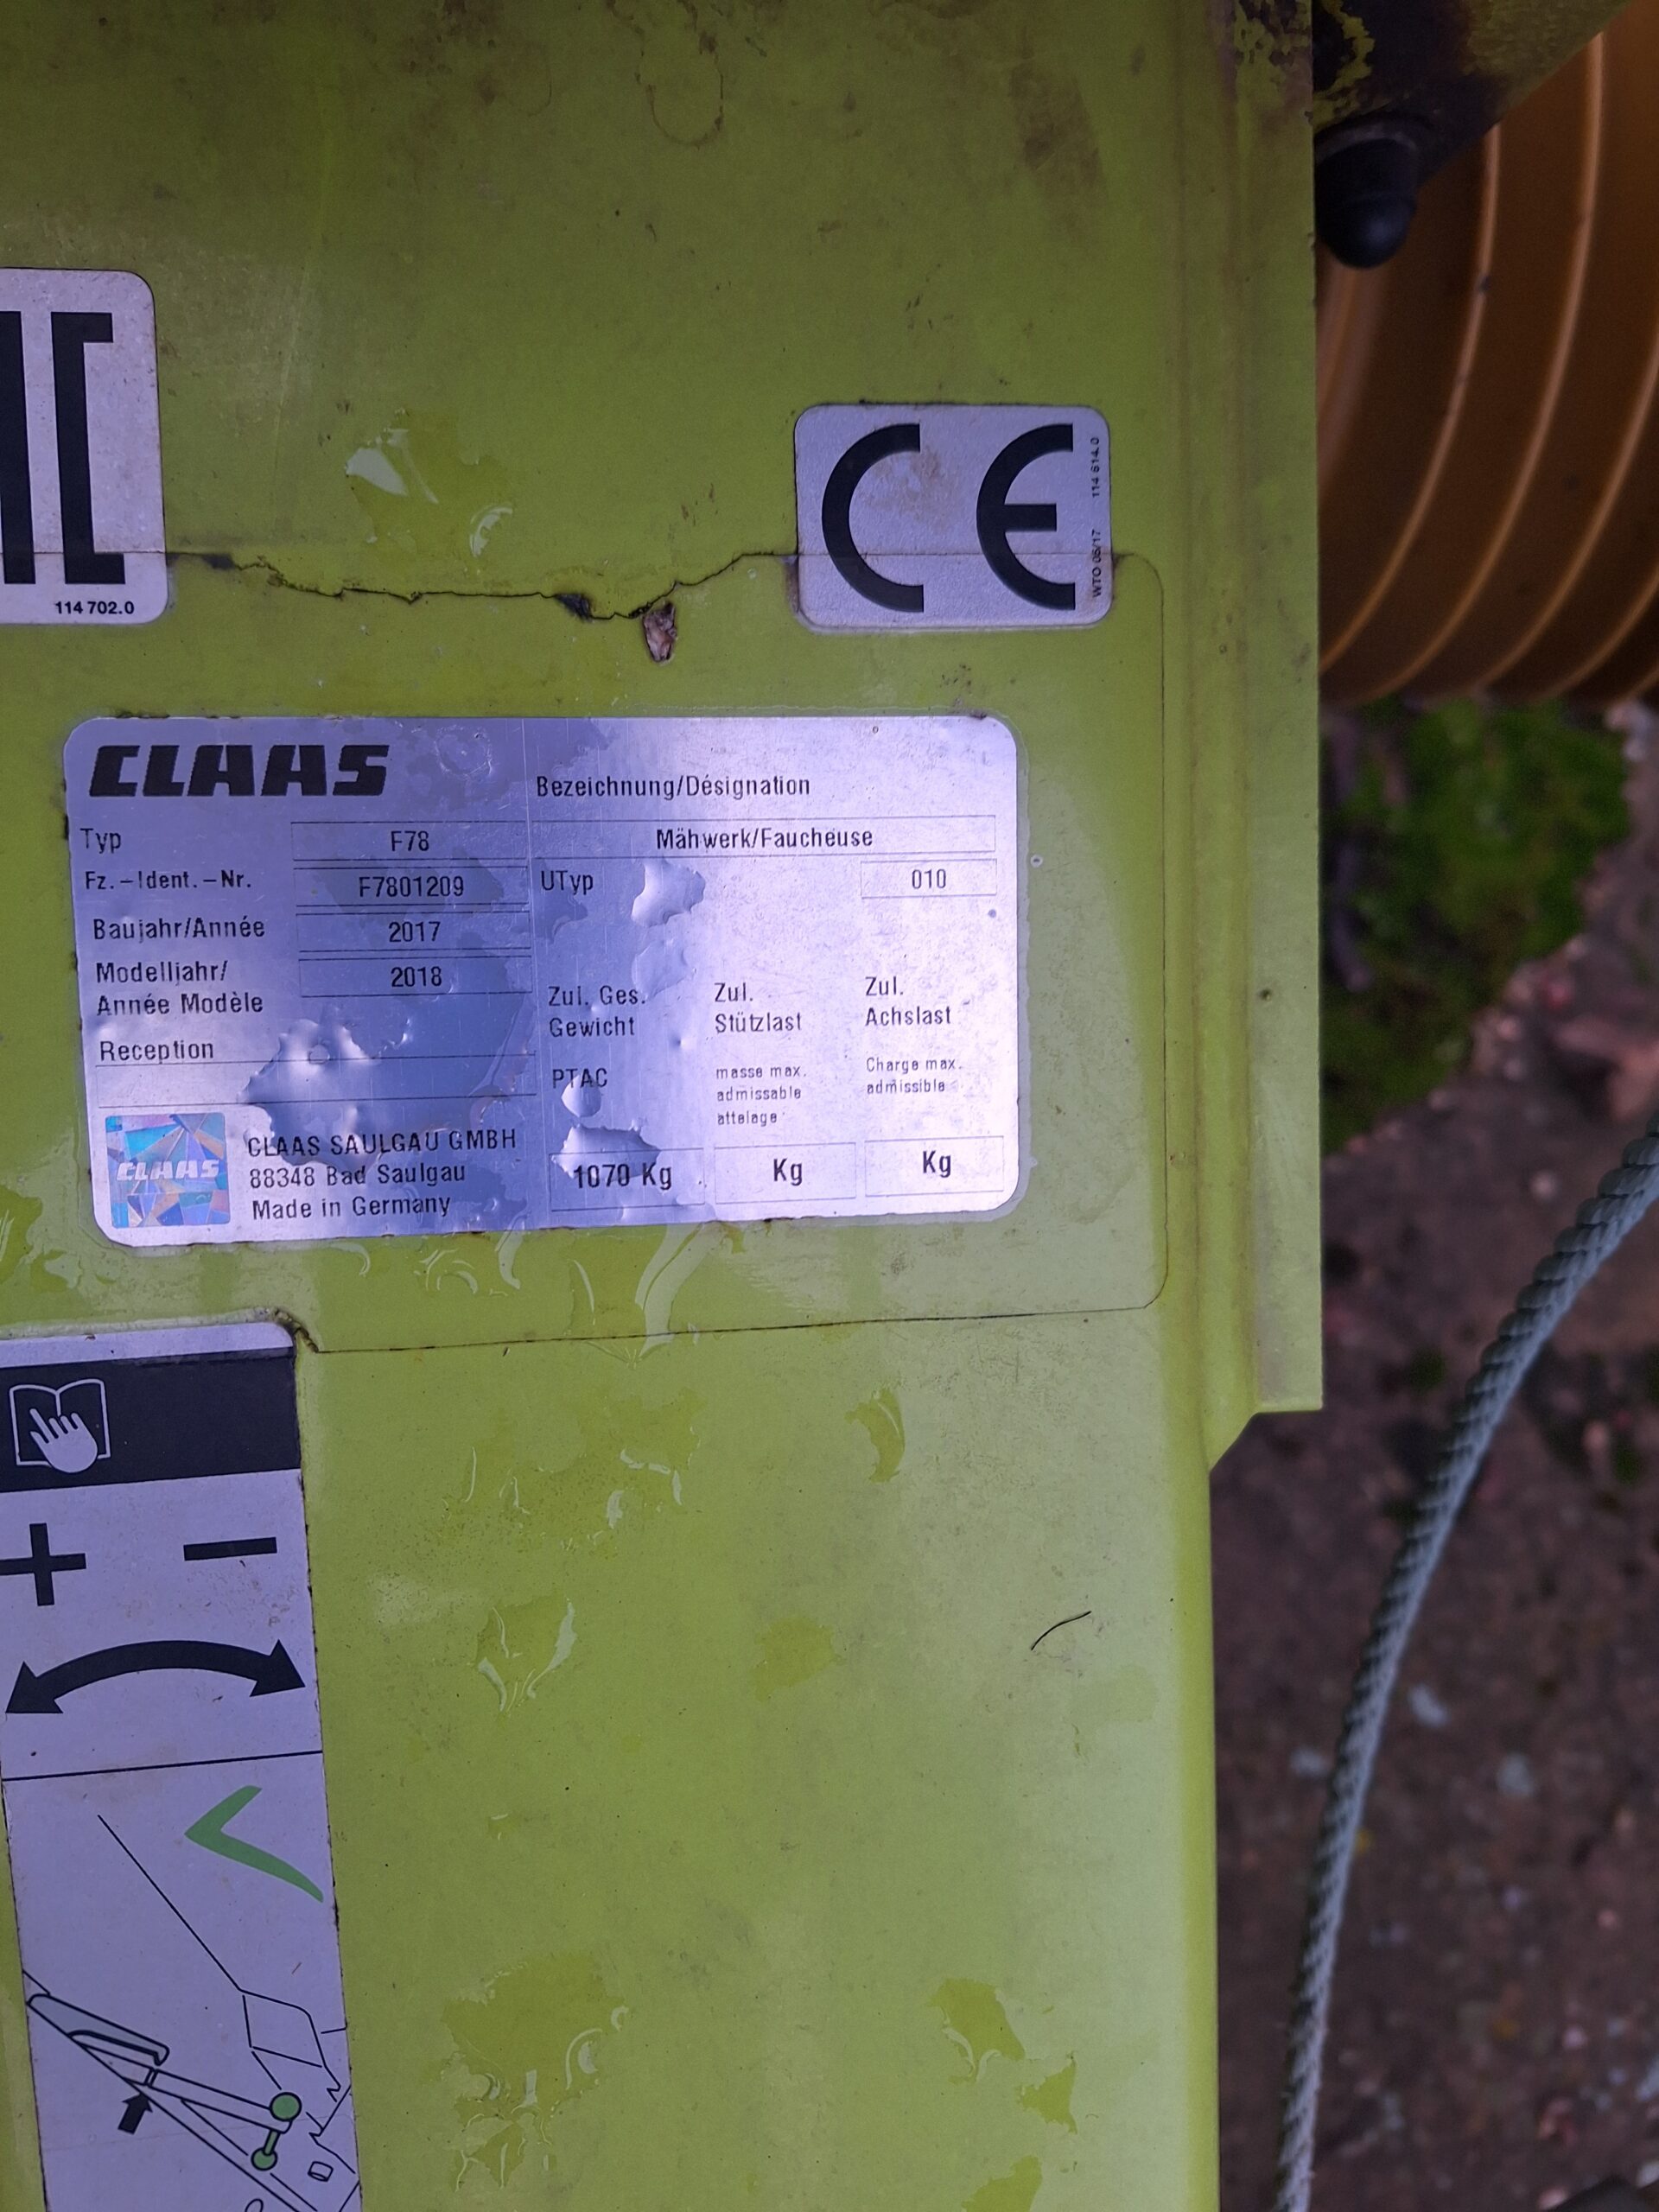 114 702.0
CE
114 614.0
WTO 06/17
CLAAS
Bezeichnung/Désignation
Typ F78 Mähwerk/Faucheuse
Fz.-Ident.-Nr. F7801209 UTyp 010
Baujahr/Année 2017
Modelljahr/ 2018
Année Modèle
Zul. Ges. Zul. Zul.
Gewicht Stützlast Achslast
Reception
PTAC masse max. Charge max.
admissable admissible
attelage
CLAAS
CLAAS SAULGAU GMBH
88348 Bad Saulgau
Made in Germany
1070 Kg Kg Kg
+ −